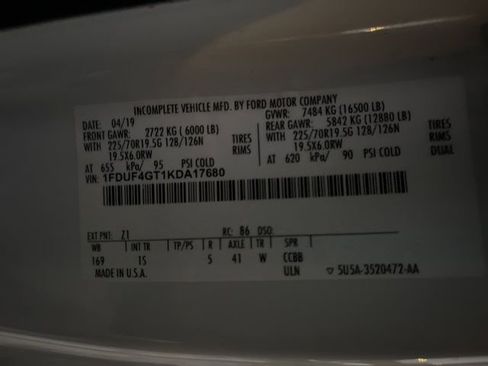 INCOMPLETE VEHICLE MFD. BY FORD MOTOR COMPANY
DATE: 04/19 GVWR: 7484 KG (16500 LB)
FRONT GAWR: 2722 KG (6000 LB) REAR GAWR: 5842 KG (12880 LB)
WITH 225/70R19.5G 128/126N TIRES WITH 225/70R19.5G 128/126N TIRES
19.5X6.0RW RIMS 19.5X6.0RW RIMS
AT 655 kPa/ 95 PSI COLD AT 620 kPa/ 90 PSI COLD DUAL
VIN: 1FDUF4GT1KDA17680
EXT PNT: Z1 RC: 86 DSO:
WB INT TR TP/PS R AXLE TR SPR
169 IS 5 41 W CCBB
MADE IN U.S.A. ULN ▽ 5U5A-3520472-AA